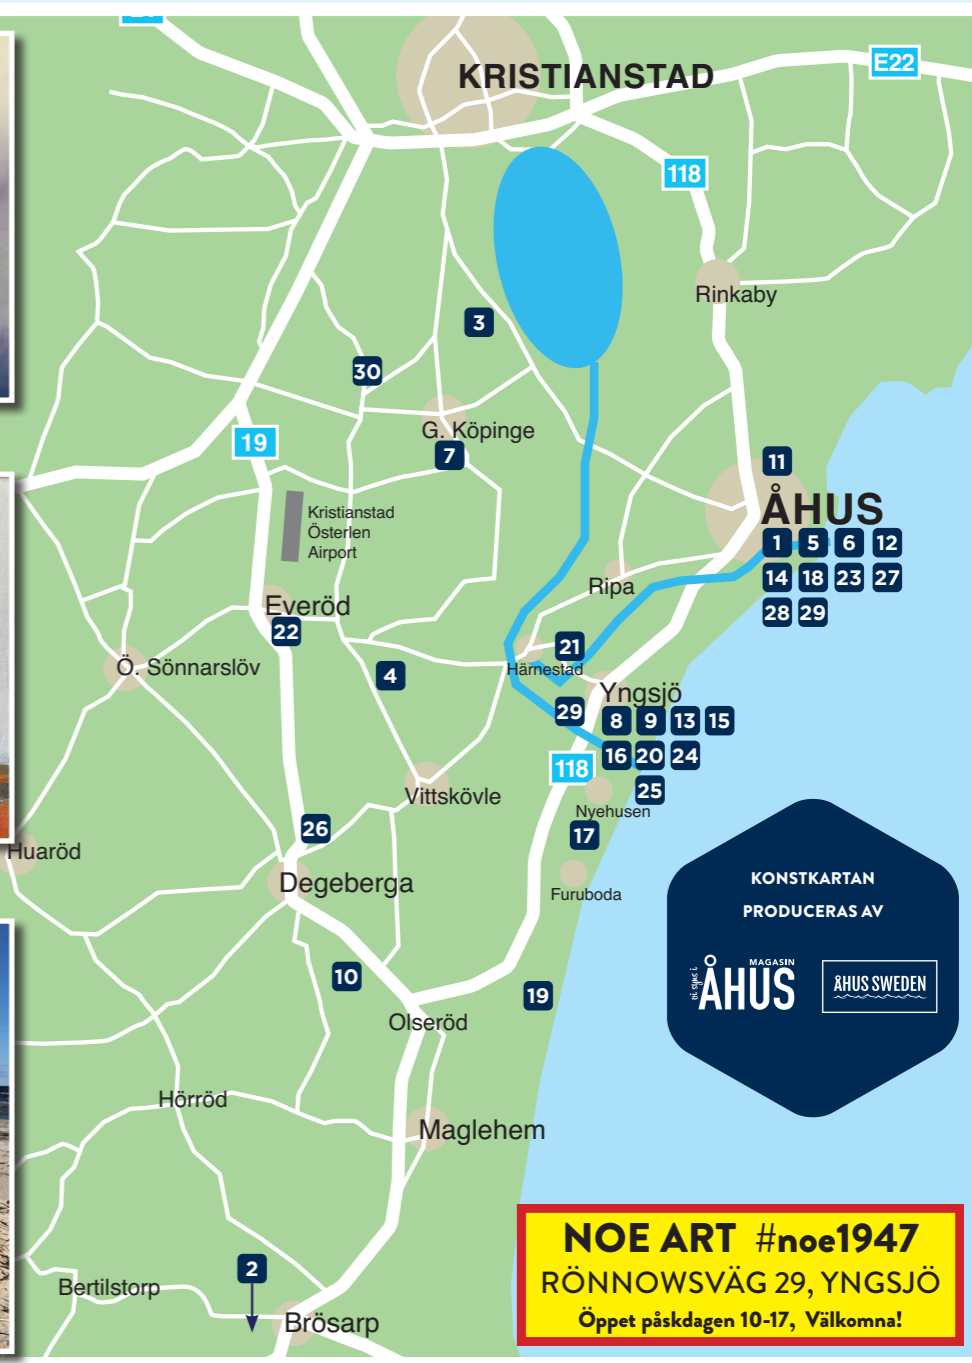 KRISTIANSTAD
E22
118
Rinkaby
3
30
G. Köpinge
7
19
11
ÅHUS
1 5 6 12
14 18 23 27
28 29
Kristianstad
Österlen
Airport
Ripa
Everöd
22
21
Härnestad
Ö. Sönnarslöv
4
Yngsjö
29
8 9 13 15
16 20 24
118
25
Vittskövle
Nyehusen
17
26
Huaröd
Degeberga
Furuboda
KONSTKARTAN
PRODUCERAS AV
vi syns i
MAGASIN
ÅHUS
ÅHUS SWEDEN
10
19
Olseröd
Hörröd
Maglehem
2
Bertilstorp
Brösarp
NOE ART #noe1947
RÖNNOWSVÄG 29, YNGSJÖ
Öppet påskdagen 10-17, Välkomna!